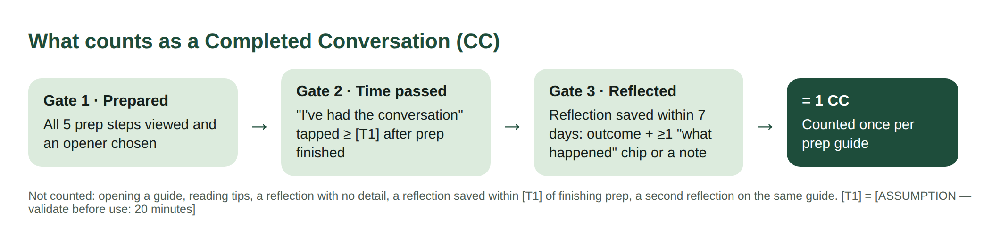 What counts as a Completed Conversation (CC)
Gate 1 · Prepared
All 5 prep steps viewed and
an opener chosen
→
Gate 2 · Time passed
"I've had the conversation"
tapped ≥ [T1] after prep
finished
→
Gate 3 · Reflected
Reflection saved within 7
days: outcome + ≥1 "what
happened" chip or a note
→
= 1 CC
Counted once per
prep guide
Not counted: opening a guide, reading tips, a reflection with no detail, a reflection saved within [T1] of finishing prep, a second reflection on the same guide. [T1] = [ASSUMPTION —
validate before use: 20 minutes]